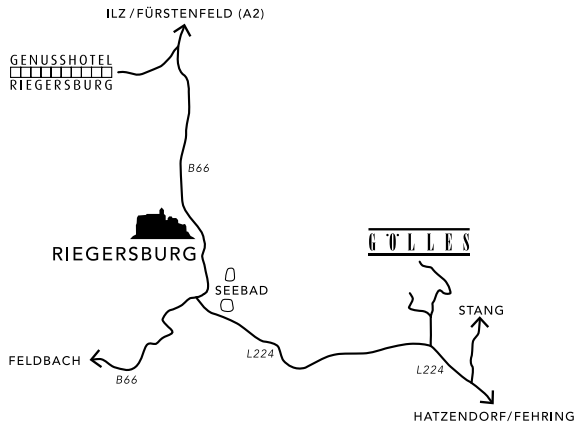 ILZ/FÜRSTENFELD (A2)
GENUSSHOTEL
RIEGERSBURG
B66
GÖLLES
RIEGERSBURG
SEEBAD
STANG
FELDBACH
B66
L224
L224
HATZENDORF/FEHRING